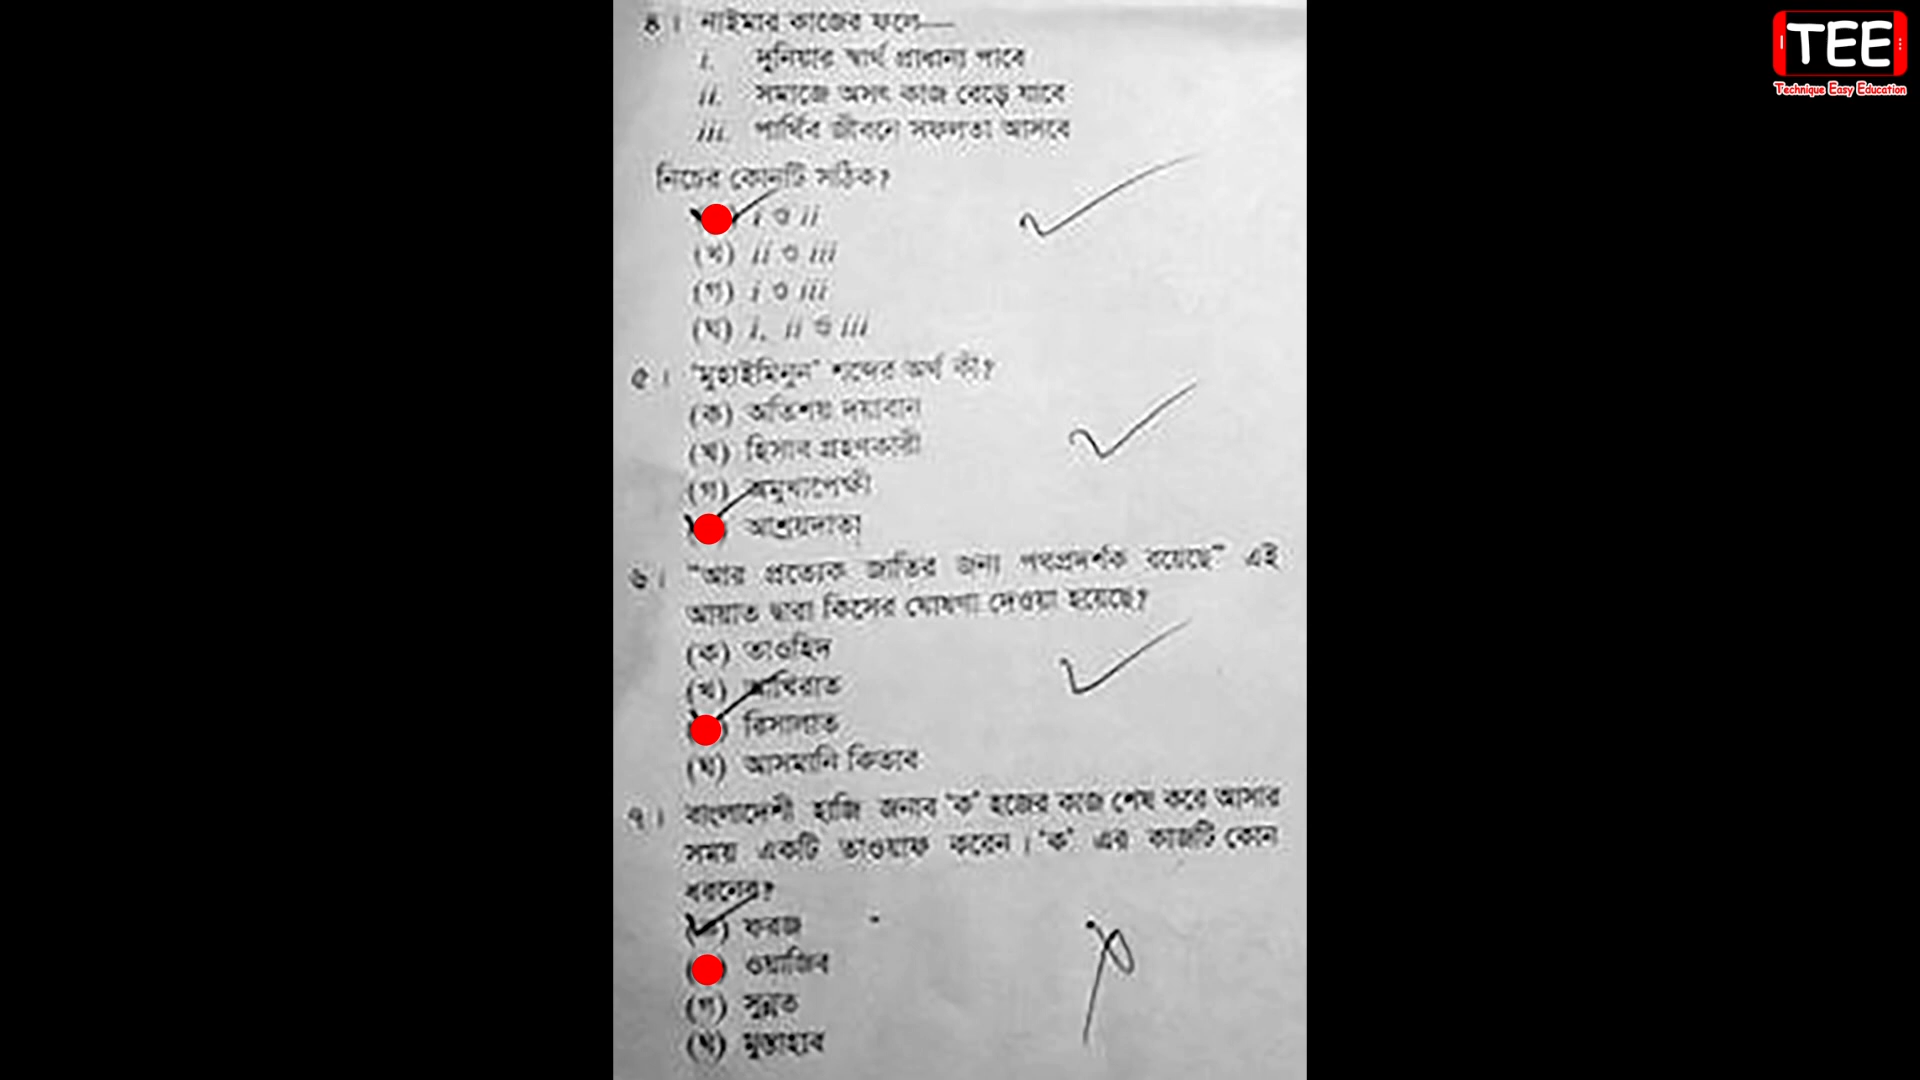 TEE
Technique Easy Education
৪। নাইমার কাজের ফলে—
i. দুনিয়ার স্বার্থ প্রাধান্য পাবে
ii. সমাজে অসৎ কাজ বেড়ে যাবে
iii. পার্থিব জীবনে সফলতা আসবে
নিচের কোনটি সঠিক?
i ও ii
(খ) ii ও iii
(গ) i ও iii
(ঘ) i, ii ও iii
৫। 'মুহাইমিনুন' শব্দের অর্থ কী?
(ক) অতিশয় দয়াবান
(খ) হিসাব গ্রহণকারী
(গ) অমুখাপেক্ষী
আশ্রয়দাতা
৬। "আর প্রত্যেক জাতির জন্য পথপ্রদর্শক রয়েছে" এই
আয়াত দ্বারা কিসের ঘোষণা দেওয়া হয়েছে?
(ক) তাওহিদ
(খ) আখিরাত
রিসালাত
(ঘ) আসমানি কিতাব
৭। বাংলাদেশী হাজি জনাব 'ক' হজের কাজ শেষ করে আসার
সময় একটি তাওয়াফ করেন। 'ক' এর কাজটি কোন
ধরনের?
(ক) ফরজ
ওয়াজিব
(গ) সুন্নত
(ঘ) মুস্তাহাব